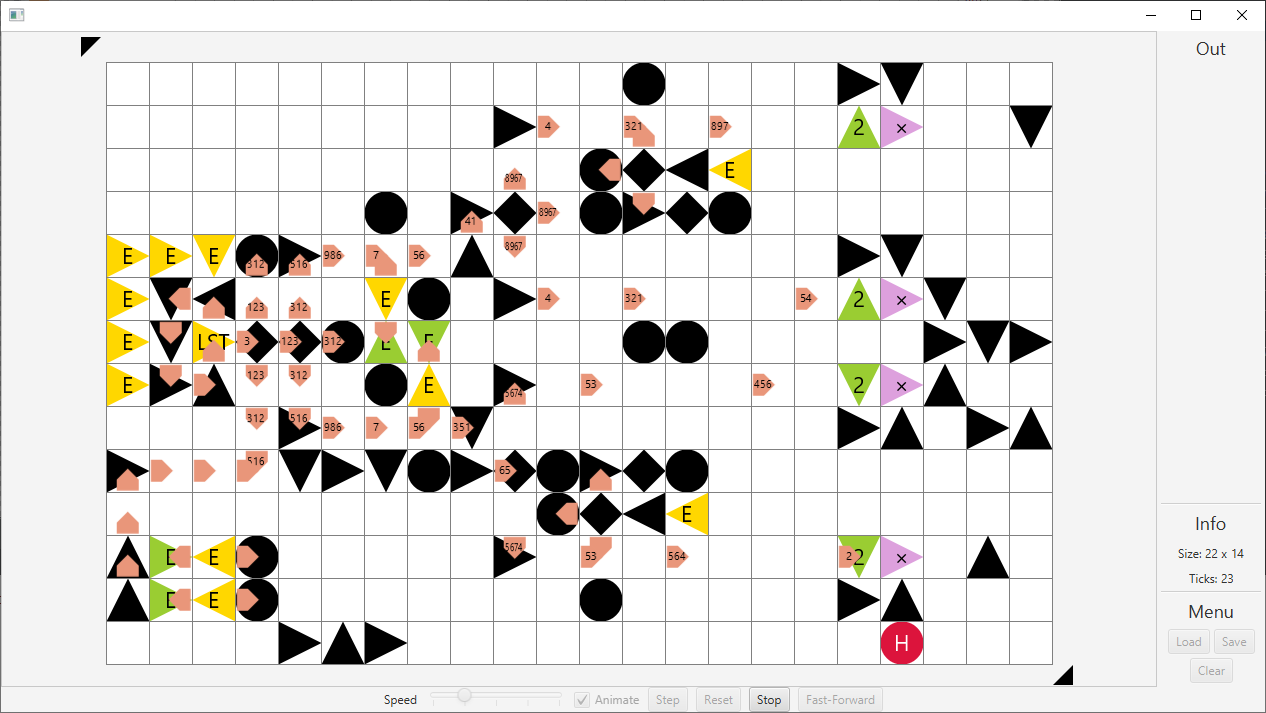 Out
4 321 897 2 ×
8967 E
41 8967
E E E 312 516 986 7 56 8967
E 123 312 E 4 321 54 2 ×
E LST 3 123 312 E E
E 123 312 E 5674 53 456 2 ×
312 516 986 7 56 351
516 65
E
E E 5674 53 564 2 2 ×
E E
H
Info
Size: 22 x 14
Ticks: 23
Menu
Load Save
Clear
Speed Animate Step Reset Stop Fast-Forward